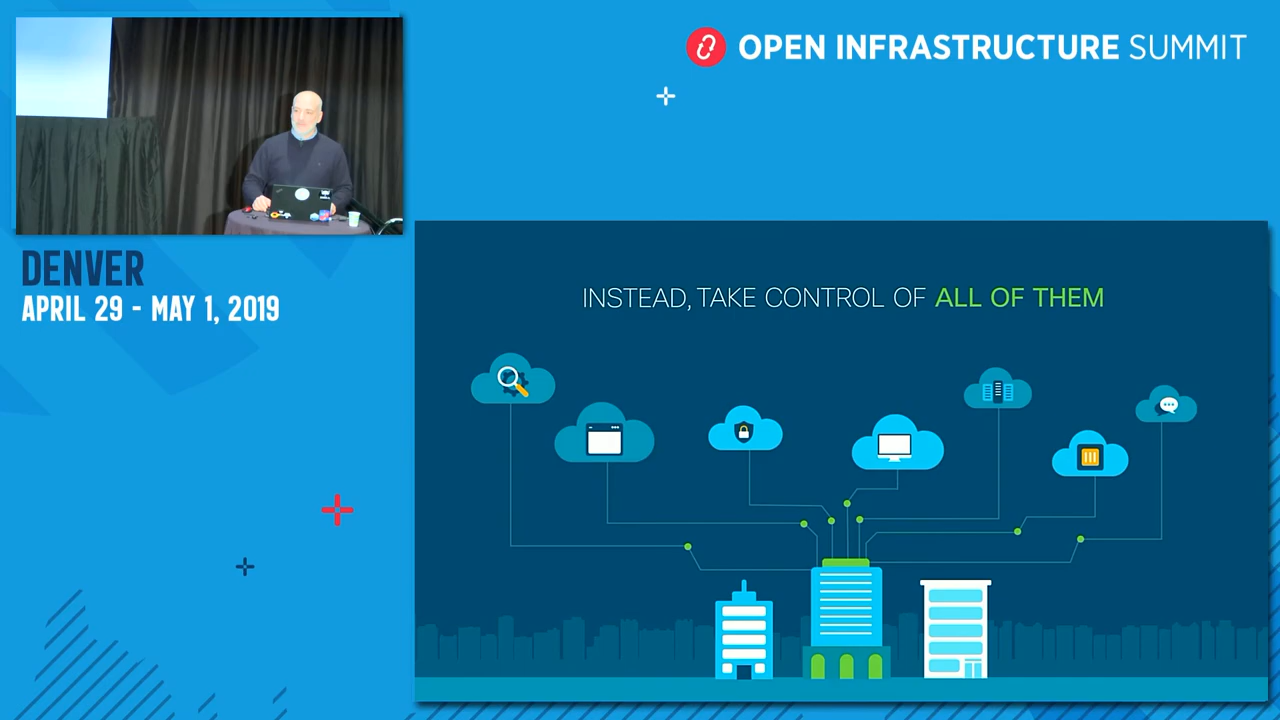 OPEN INFRASTRUCTURE SUMMIT
DENVER
APRIL 29 - MAY 1, 2019
INSTEAD, TAKE CONTROL OF ALL OF THEM